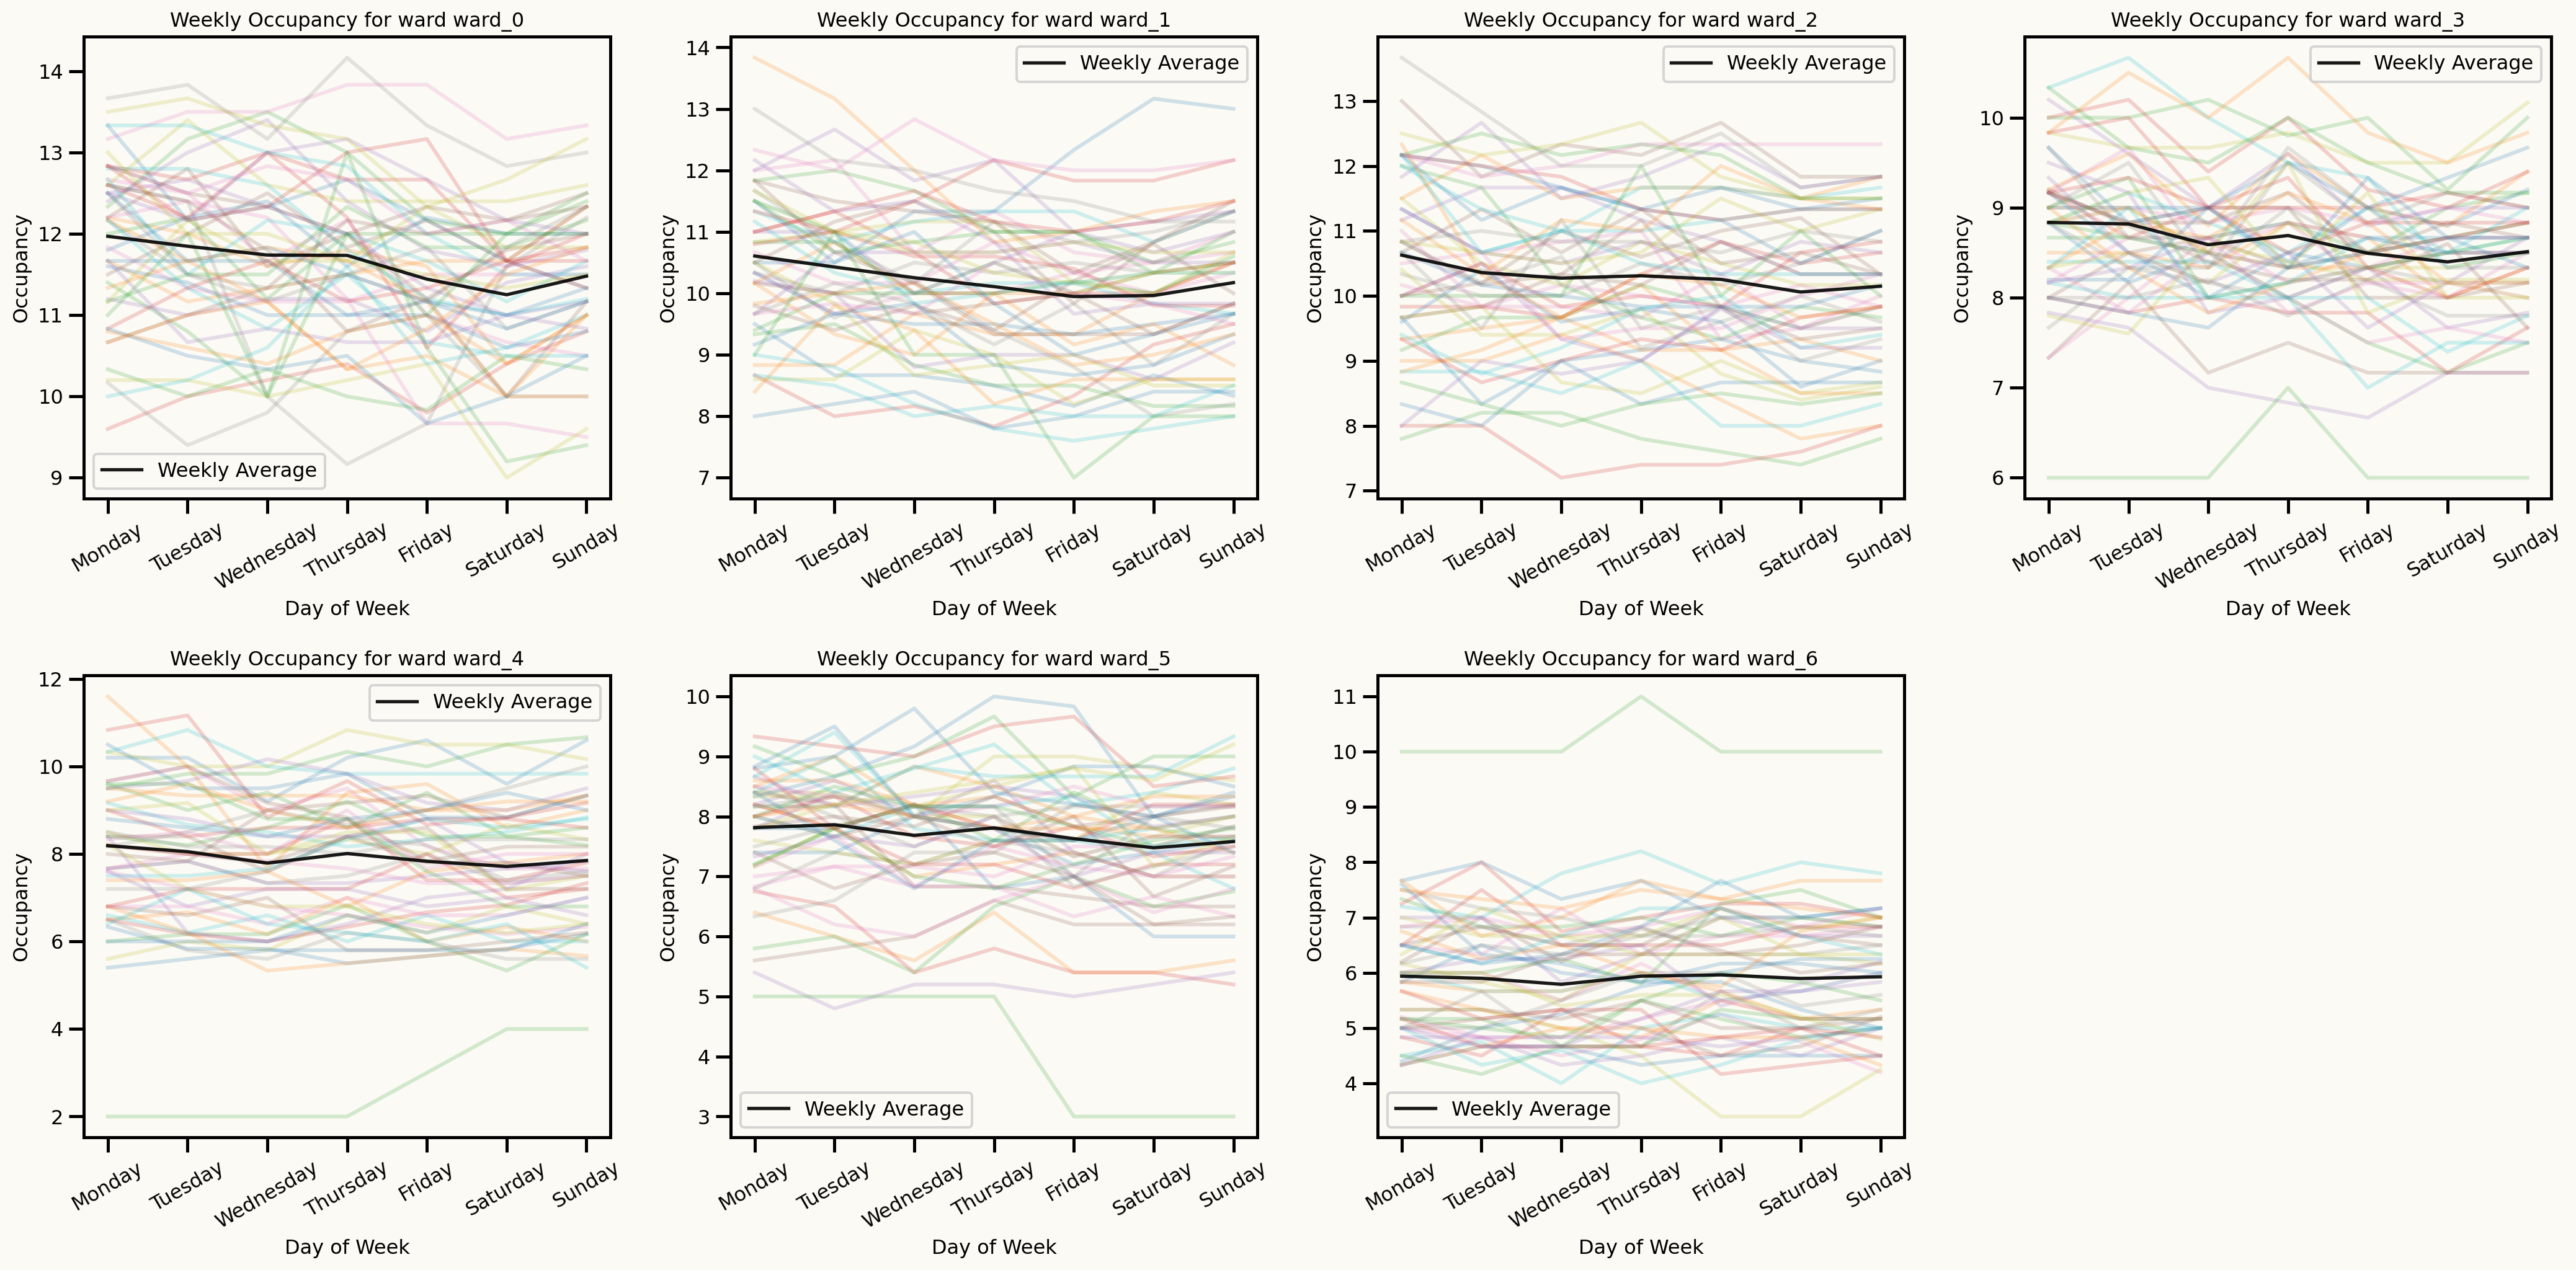 Weekly Occupancy for ward ward_0
Occupancy
14
13
12
11
10
9
Weekly Average
Monday
Tuesday
Wednesday
Thursday
Friday
Saturday
Sunday
Day of Week
Weekly Occupancy for ward ward_1
Occupancy
14
13
12
11
10
9
8
7
Weekly Average
Monday
Tuesday
Wednesday
Thursday
Friday
Saturday
Sunday
Day of Week
Weekly Occupancy for ward ward_2
Occupancy
13
12
11
10
9
8
7
Weekly Average
Monday
Tuesday
Wednesday
Thursday
Friday
Saturday
Sunday
Day of Week
Weekly Occupancy for ward ward_3
Occupancy
10
9
8
7
6
Weekly Average
Monday
Tuesday
Wednesday
Thursday
Friday
Saturday
Sunday
Day of Week
Weekly Occupancy for ward ward_4
Occupancy
12
10
8
6
4
2
Weekly Average
Monday
Tuesday
Wednesday
Thursday
Friday
Saturday
Sunday
Day of Week
Weekly Occupancy for ward ward_5
Occupancy
10
9
8
7
6
5
4
3
Weekly Average
Monday
Tuesday
Wednesday
Thursday
Friday
Saturday
Sunday
Day of Week
Weekly Occupancy for ward ward_6
Occupancy
11
10
9
8
7
6
5
4
Weekly Average
Monday
Tuesday
Wednesday
Thursday
Friday
Saturday
Sunday
Day of Week